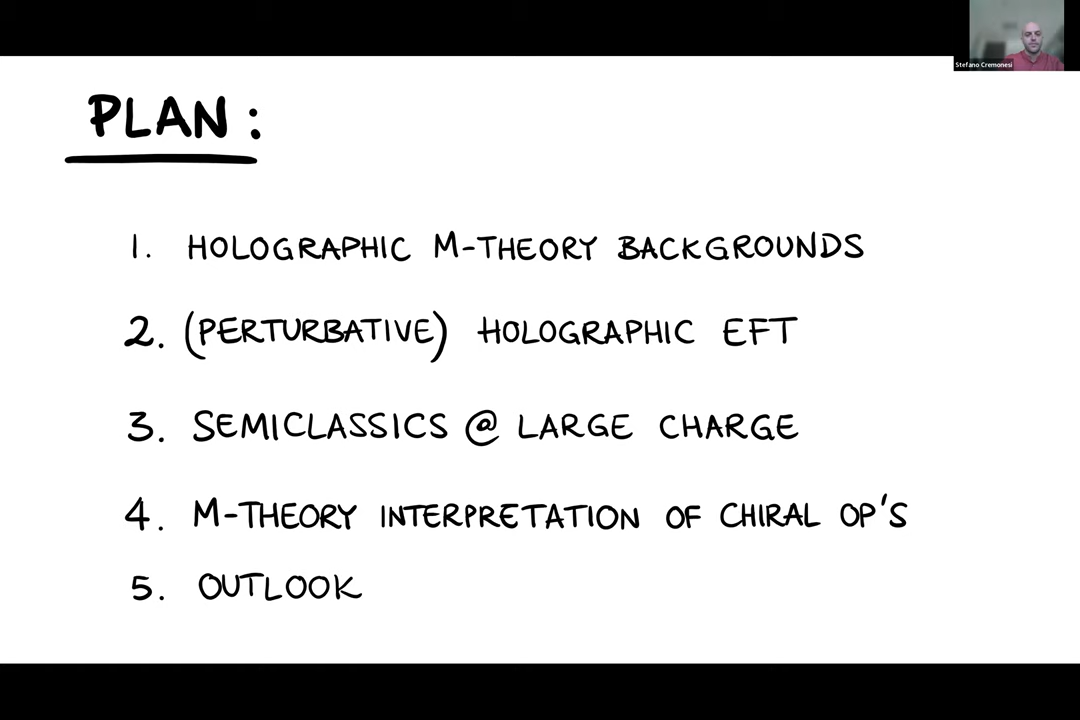 Stefano Cremonesi
PLAN:
1. HOLOGRAPHIC M-THEORY BACKGROUNDS
2. (PERTURBATIVE) HOLOGRAPHIC EFT
3. SEMICLASSICS @ LARGE CHARGE
4. M-THEORY INTERPRETATION OF CHIRAL OP'S
5. OUTLOOK